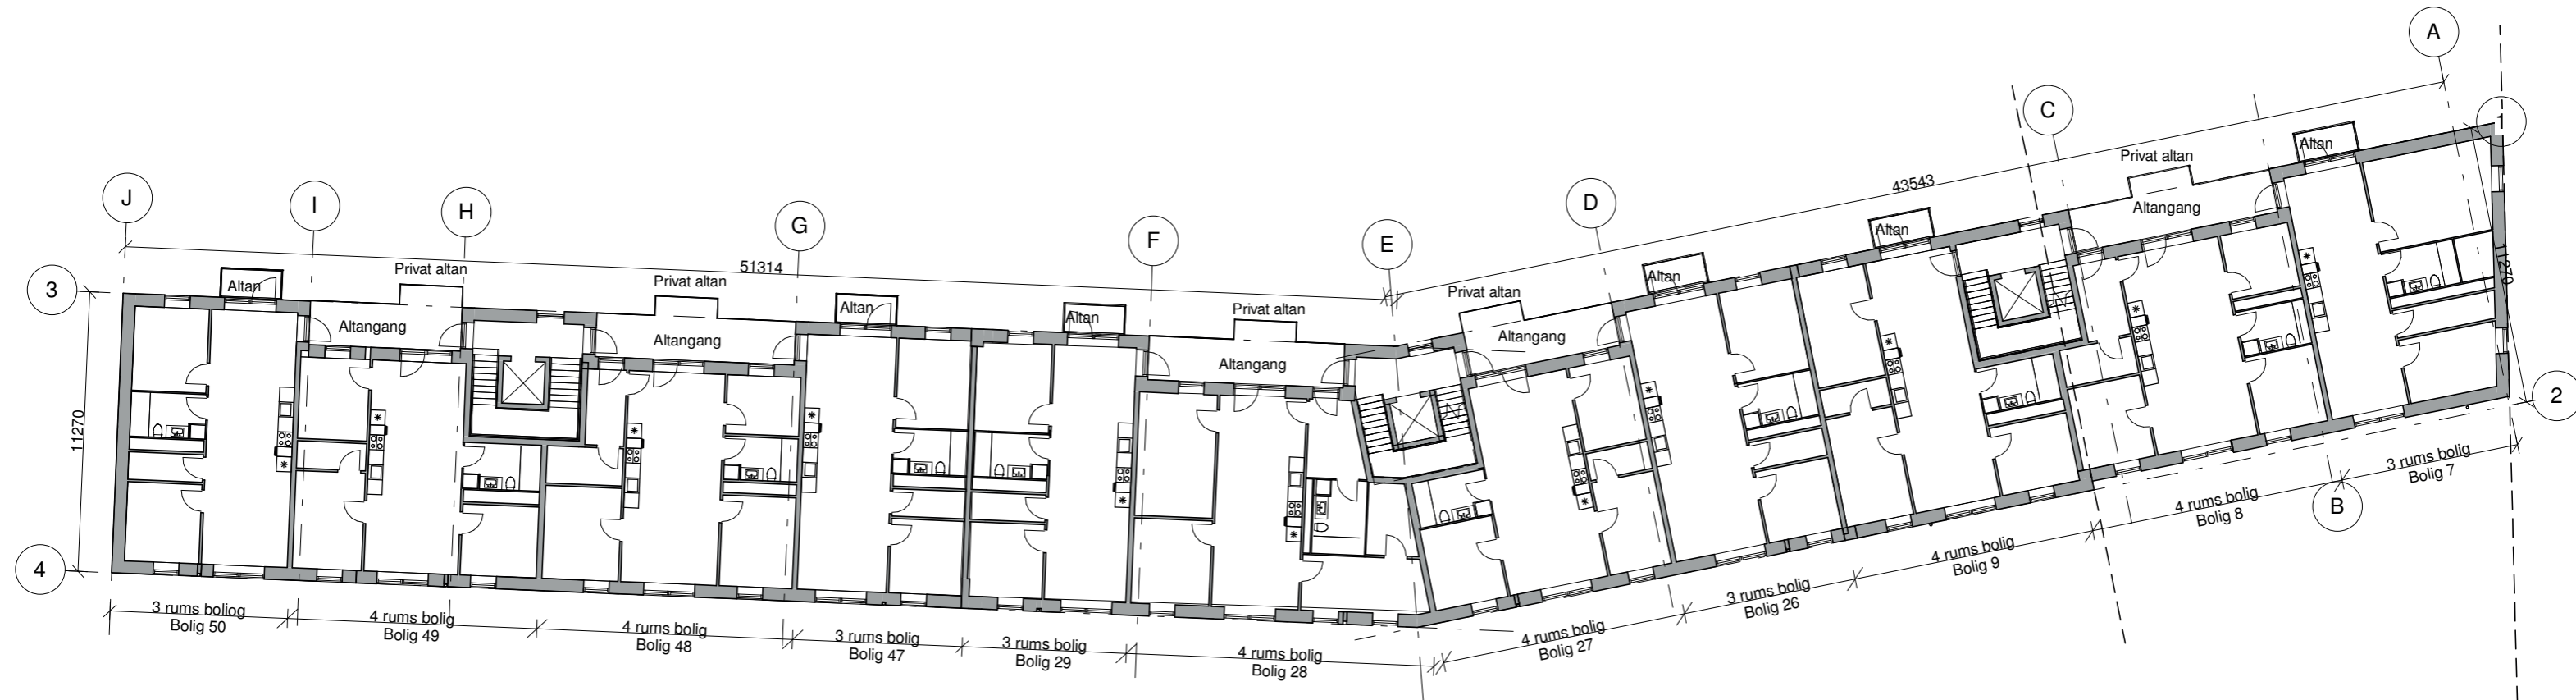 A
1
C
Privat altan
Altan
43543
Altangang
J
I
H
G
F
E
D
Altan
Altan
Privat altan
Privat altan
51314
Privat altan
Privat altan
3
Altan
Altan
Altan
Altangang
Altangang
Altangang
Altangang
11270
11270
2
4
B
3 rums boliog
Bolig 50
4 rums bolig
Bolig 49
4 rums bolig
Bolig 48
3 rums bolig
Bolig 47
3 rums bolig
Bolig 29
4 rums bolig
Bolig 28
4 rums bolig
Bolig 27
3 rums bolig
Bolig 26
4 rums bolig
Bolig 9
4 rums bolig
Bolig 8
3 rums bolig
Bolig 7